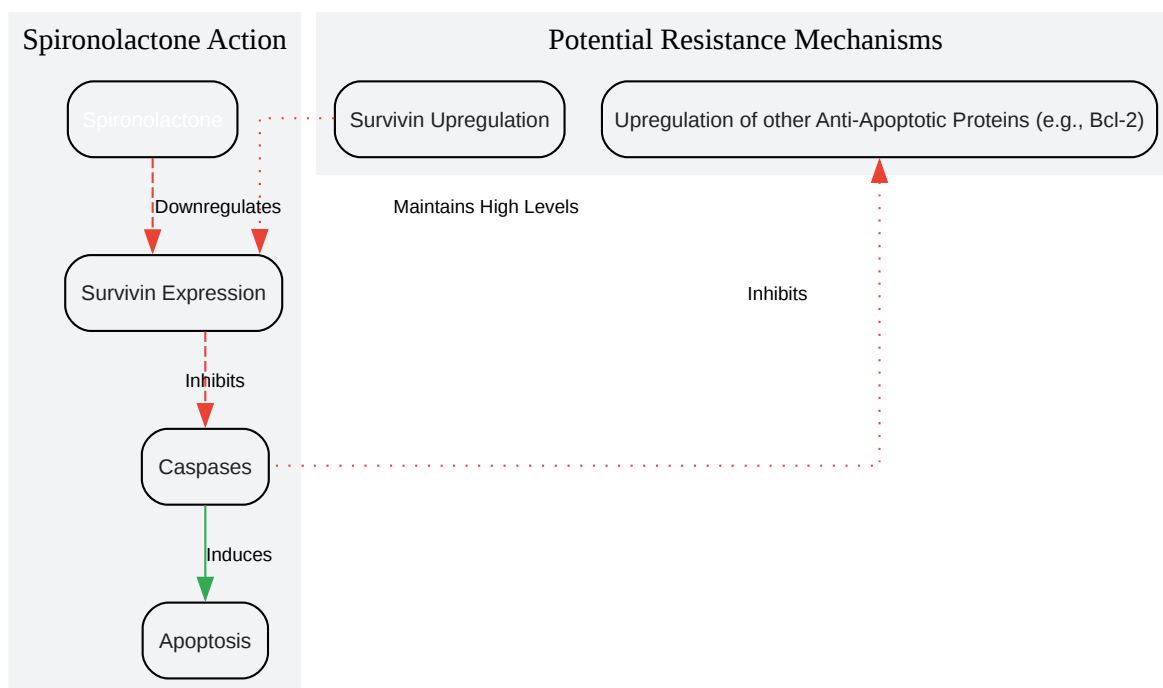 Spironolactone Action
Potential Resistance Mechanisms
Spironolactone
Survivin Upregulation
Upregulation of other Anti-Apoptotic Proteins (e.g., Bcl-2)
Downregulates
Maintains High Levels
Survivin Expression
Inhibits
Inhibits
Caspases
Induces
Apoptosis